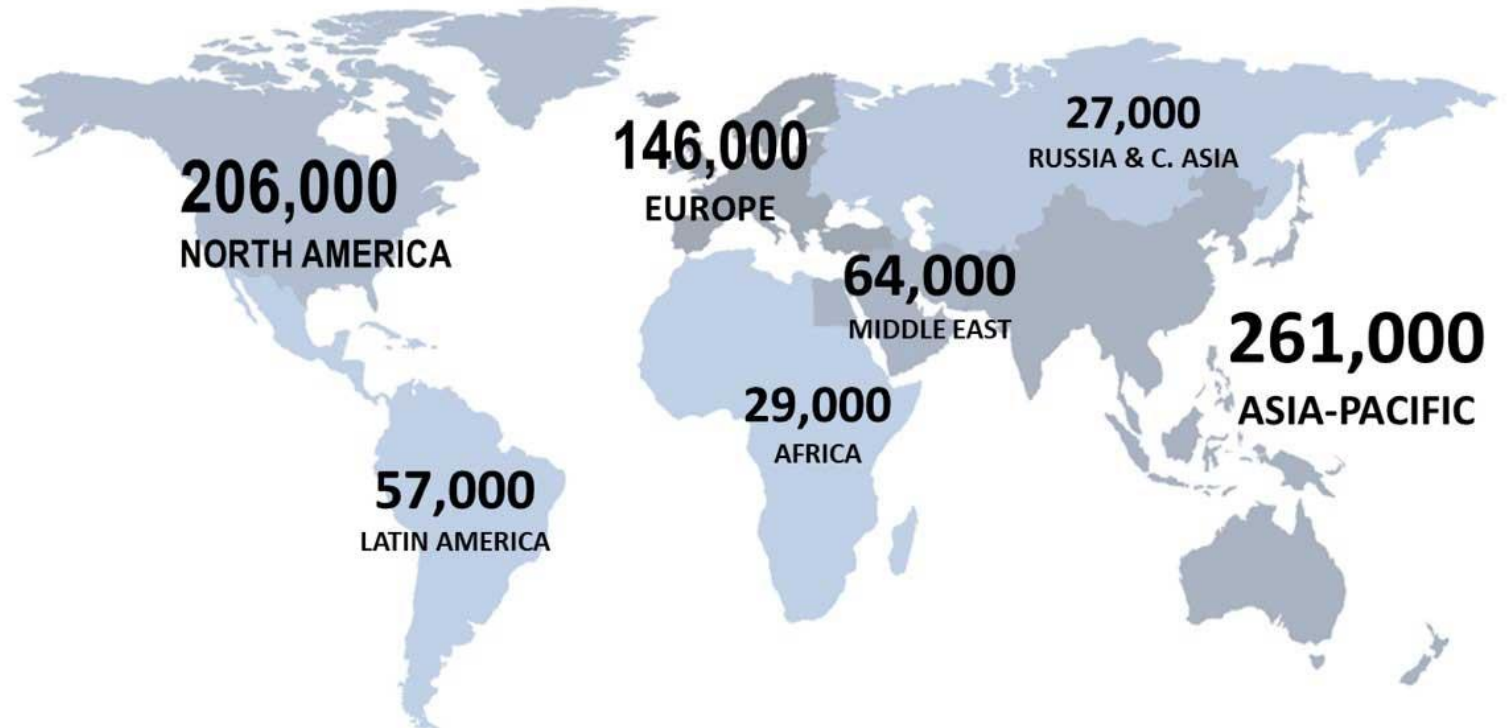 206,000
NORTH AMERICA
146,000
EUROPE
27,000
RUSSIA & C. ASIA
64,000
MIDDLE EAST
261,000
ASIA-PACIFIC
29,000
AFRICA
57,000
LATIN AMERICA